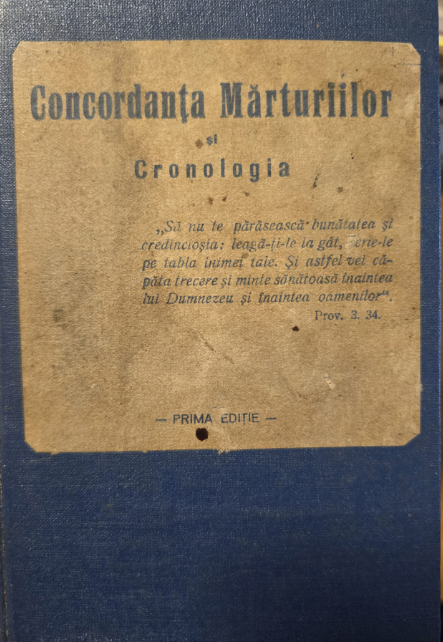 Concordanța Mărturiilor
și
Cronologia
„Să nu te părăsească bunătatea și
credincioșia: leagă-ți-le la gât, scrie-le
pe tabla inimei tale. Și astfel vei că-
păta trecere și minte sănătoasă înaintea
lui Dumnezeu și înaintea oamenilor“.
Prov. 3. 34.
— PRIMA EDIȚIE —